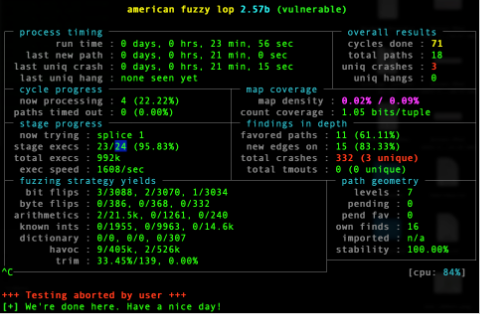 american fuzzy lop 2.57b (vulnerable)
process timing overall results
run time : 0 days, 0 hrs, 23 min, 56 sec cycles done : 71
last new path : 0 days, 0 hrs, 21 min, 0 sec total paths : 18
last uniq crash : 0 days, 0 hrs, 21 min, 15 sec uniq crashes : 3
last uniq hang : none seen yet uniq hangs : 0
cycle progress map coverage
now processing : 4 (22.22%) map density : 0.02% / 0.09%
paths timed out : 0 (0.00%) count coverage : 1.05 bits/tuple
stage progress findings in depth
now trying : splice 1 favored paths : 11 (61.11%)
stage execs : 23/24 (95.83%) new edges on : 15 (83.33%)
total execs : 992k total crashes : 332 (3 unique)
exec speed : 1608/sec total tmouts : 0 (0 unique)
fuzzing strategy yields path geometry
bit flips : 3/3088, 2/3070, 1/3034 levels : 7
byte flips : 0/386, 0/368, 0/332 pending : 0
arithmetics : 2/21.5k, 0/1261, 0/240 pend fav : 0
known ints : 0/1955, 0/9963, 0/14.6k own finds : 16
dictionary : 0/0, 0/0, 0/307 imported : n/a
havoc : 9/405k, 2/526k stability : 100.00%
trim : 33.45%/139, 0.00%
^C [cpu: 84%]
+++ Testing aborted by user +++
[+] We're done here. Have a nice day!